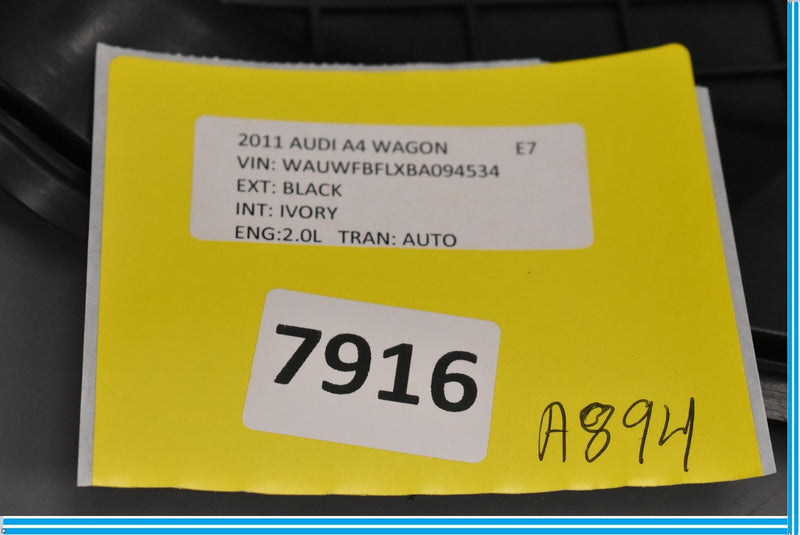 2011 AUDI A4 WAGON E7
VIN: WAUWFBFLXBA094534
EXT: BLACK
INT: IVORY
ENG:2.0L TRAN: AUTO
7916
A894